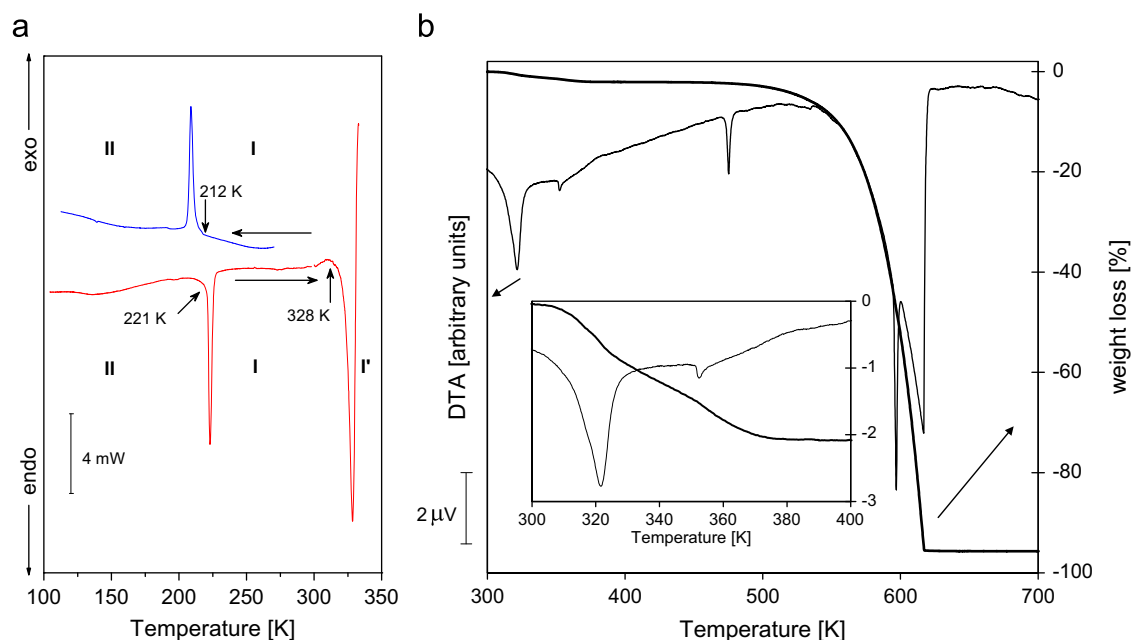 a
b
exo
endo
II
I
212 K
221 K
328 K
II
I
I'
4 mW
100 150 200 250 300 350
Temperature [K]
DTA [arbitrary units]
2 μV
0
-20
-40
-60
-80
-100
weight loss [%]
300 400 500 600 700
Temperature [K]
0
-1
-2
-3
300 320 340 360 380 400
Temperature [K]